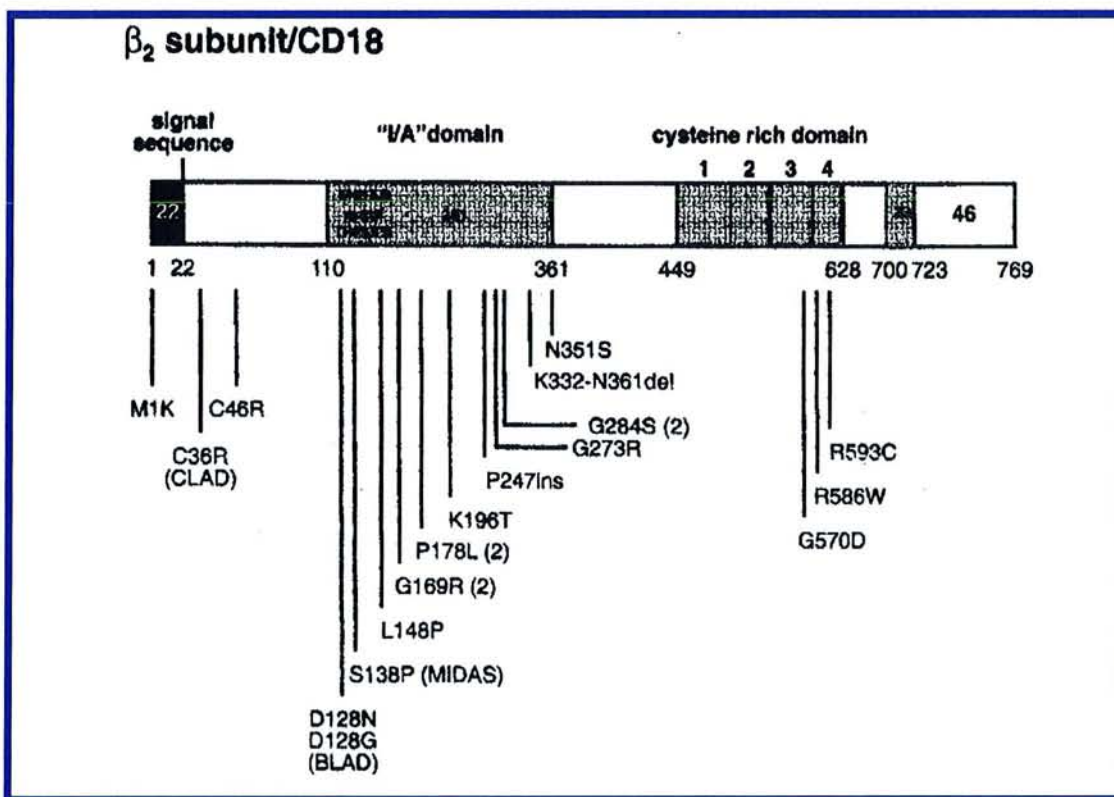 β₂ subunit/CD18
signal
sequence
"I/A" domain
cysteine rich domain
1 2 3 4
22
46
1 22 110 361 449 628 700 723 769
N351S
K332-N361del
M1K
C46R
G284S (2)
G273R
C36R
(CLAD)
R593C
P247Ins
R586W
K196T
G570D
P178L (2)
G169R (2)
L148P
S138P (MIDAS)
D128N
D128G
(BLAD)